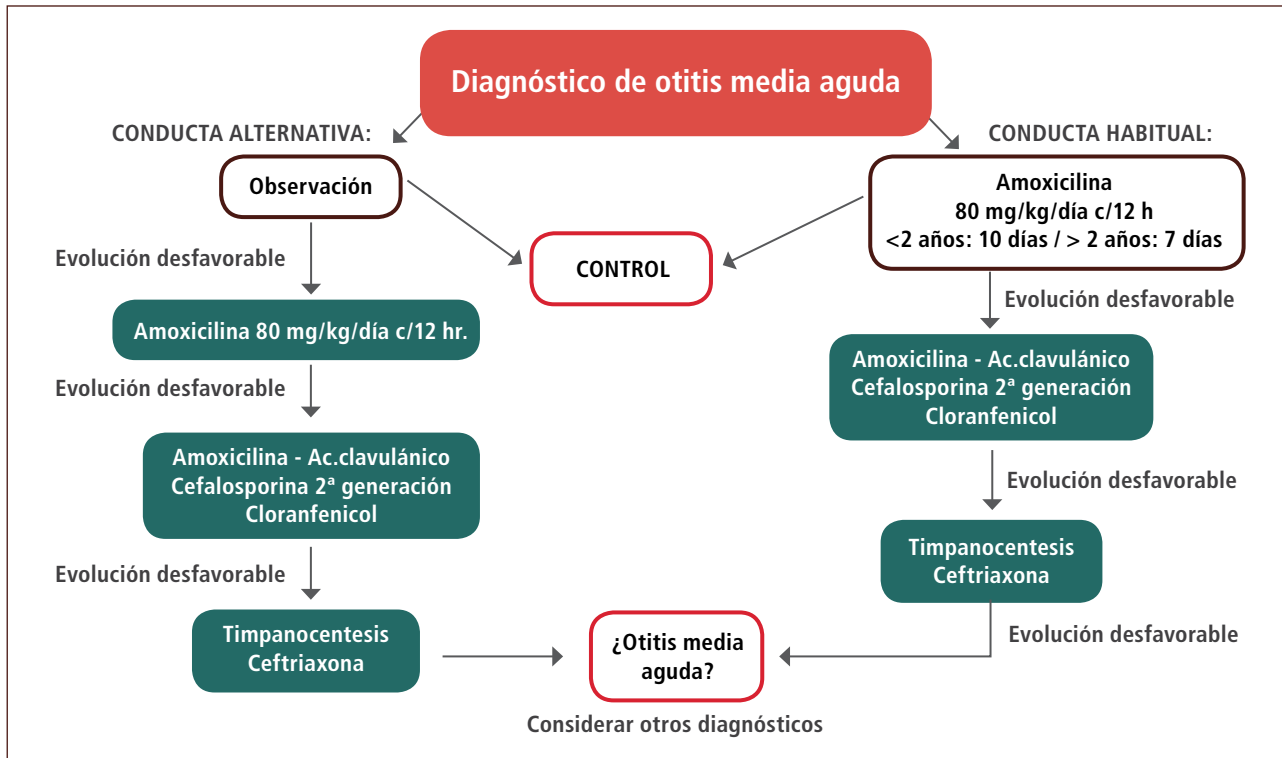 Diagnóstico de otitis media aguda
CONDUCTA ALTERNATIVA:
Observación
Evolución desfavorable
Amoxicilina 80 mg/kg/día c/12 hr.
Evolución desfavorable
Amoxicilina - Ac.clavulánico
Cefalosporina 2ª generación
Cloranfenicol
Evolución desfavorable
Timpanocentesis
Ceftriaxona
CONTROL
CONDUCTA HABITUAL:
Amoxicilina
80 mg/kg/día c/12 h
<2 años: 10 días / > 2 años: 7 días
Evolución desfavorable
Amoxicilina - Ac.clavulánico
Cefalosporina 2ª generación
Cloranfenicol
Evolución desfavorable
Timpanocentesis
Ceftriaxona
Evolución desfavorable
¿Otitis media
aguda?
Considerar otros diagnósticos